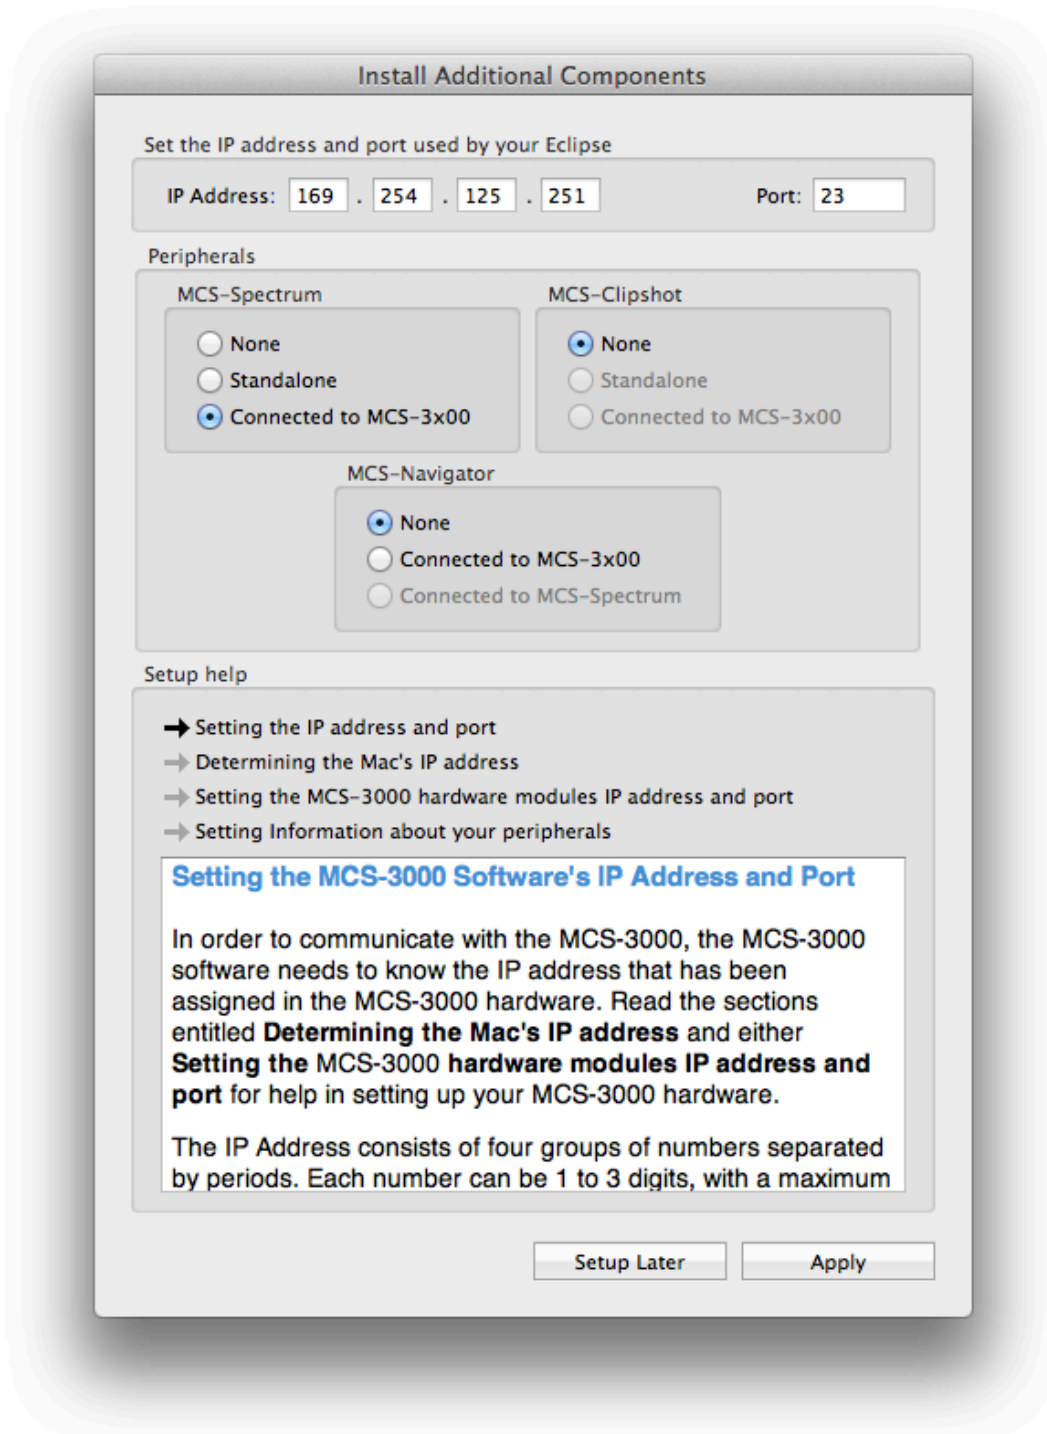 Install Additional Components
Set the IP address and port used by your Eclipse
IP Address: 169 . 254 . 125 . 251 Port: 23
Peripherals
MCS-Spectrum MCS-Clipshot
None None
Standalone Standalone
Connected to MCS-3x00 Connected to MCS-3x00
MCS-Navigator
None
Connected to MCS-3x00
Connected to MCS-Spectrum
Setup help
Setting the IP address and port
Determining the Mac's IP address
Setting the MCS-3000 hardware modules IP address and port
Setting Information about your peripherals
Setting the MCS-3000 Software's IP Address and Port
In order to communicate with the MCS-3000, the MCS-3000
software needs to know the IP address that has been
assigned in the MCS-3000 hardware. Read the sections
entitled Determining the Mac's IP address and either
Setting the MCS-3000 hardware modules IP address and
port for help in setting up your MCS-3000 hardware.
The IP Address consists of four groups of numbers separated
by periods. Each number can be 1 to 3 digits, with a maximum
Setup Later Apply